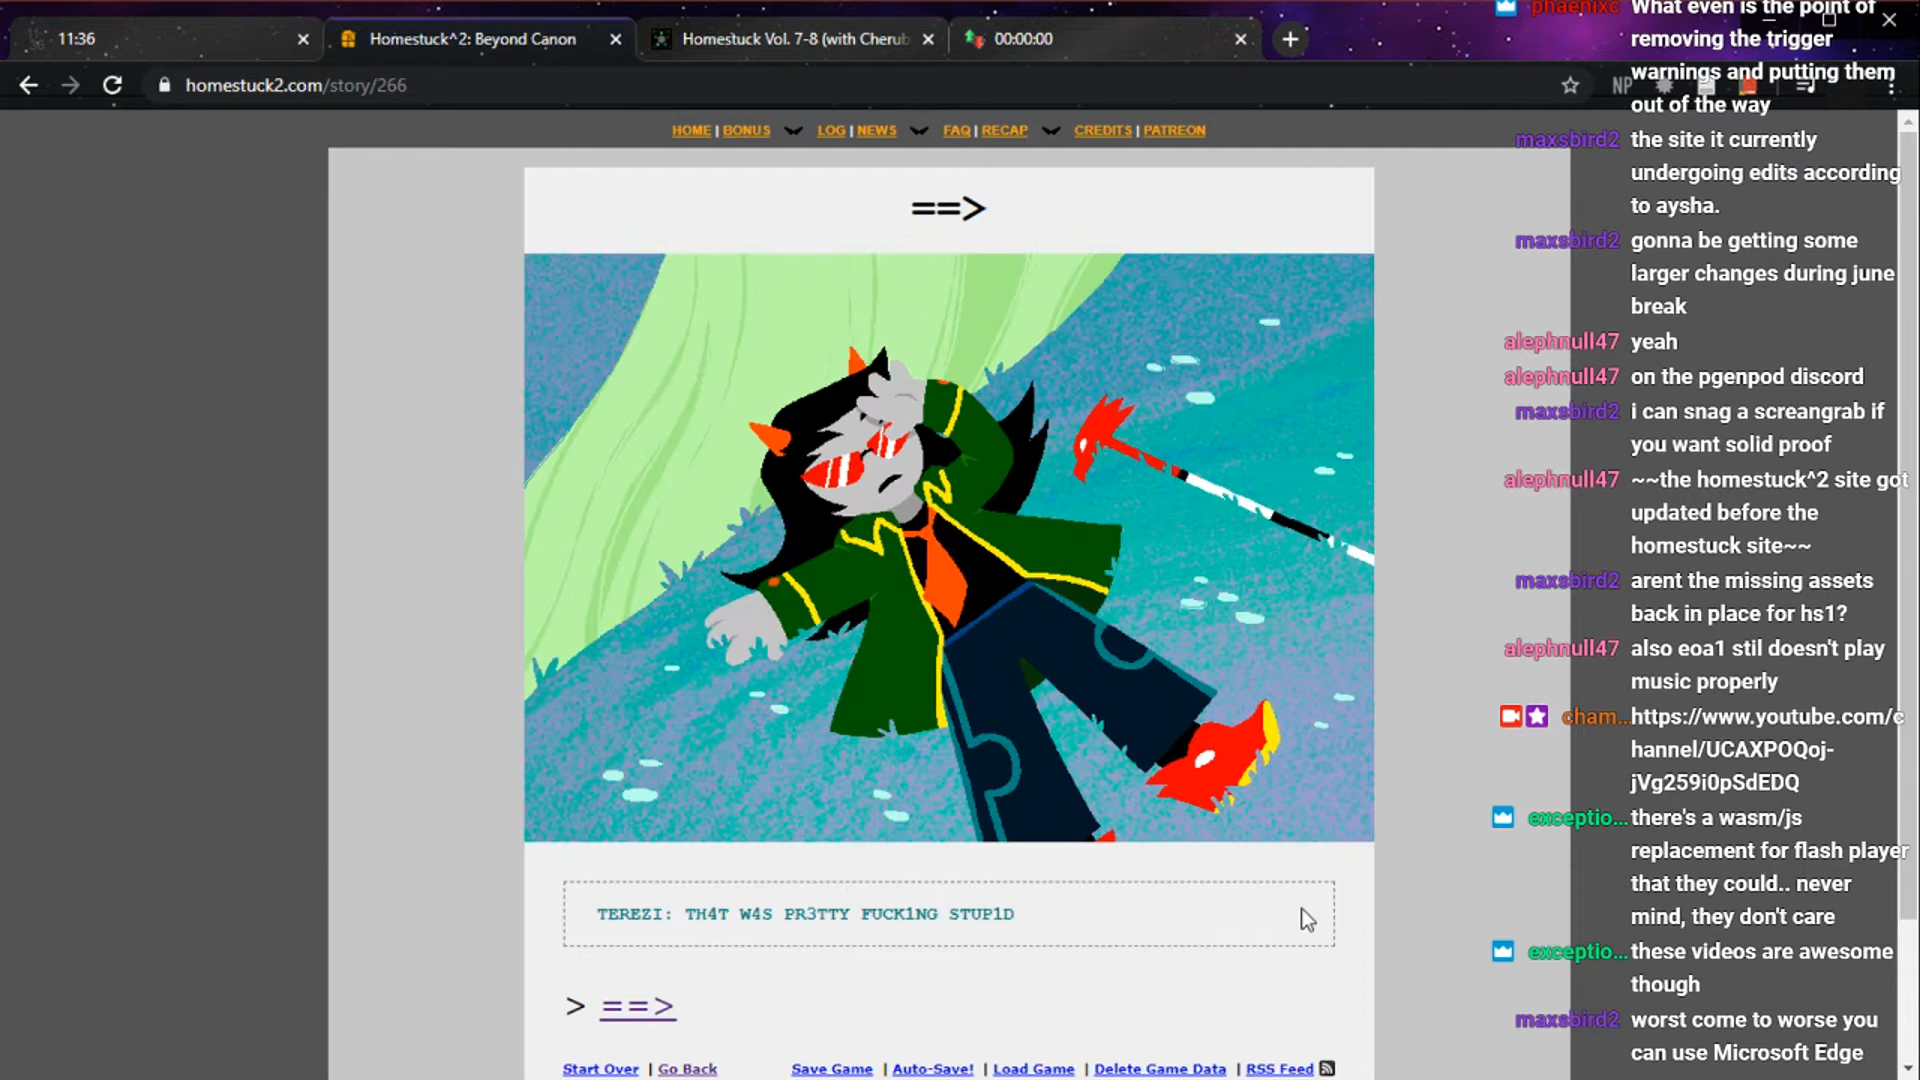 11:36
Homestuck^2: Beyond Canon
Homestuck Vol. 7-8 (with Cherub
00:00:00
homestuck2.com/story/266
NP
HOME | BONUS LOG | NEWS FAQ | RECAP CREDITS | PATREON
==>
TEREZI: TH4T W4S PR3TTY FUCK1NG STUP1D
> ==>
Start Over | Go Back Save Game | Auto-Save! | Load Game | Delete Game Data | RSS Feed
phaenixc What even is the point of
removing the trigger
warnings and putting them
out of the way
maxsbird2 the site it currently
undergoing edits according
to aysha.
maxsbird2 gonna be getting some
larger changes during june
break
alephnull47 yeah
alephnull47 on the pgenpod discord
maxsbird2 i can snag a screangrab if
you want solid proof
alephnull47 ~~the homestuck^2 site got
updated before the
homestuck site~~
maxsbird2 arent the missing assets
back in place for hs1?
alephnull47 also eoa1 stil doesn't play
music properly
cham... https://www.youtube.com/c
hannel/UCAXPOQoj-
jVg259i0pSdEDQ
exceptio... there's a wasm/js
replacement for flash player
that they could.. never
mind, they don't care
exceptio... these videos are awesome
though
maxsbird2 worst come to worse you
can use Microsoft Edge